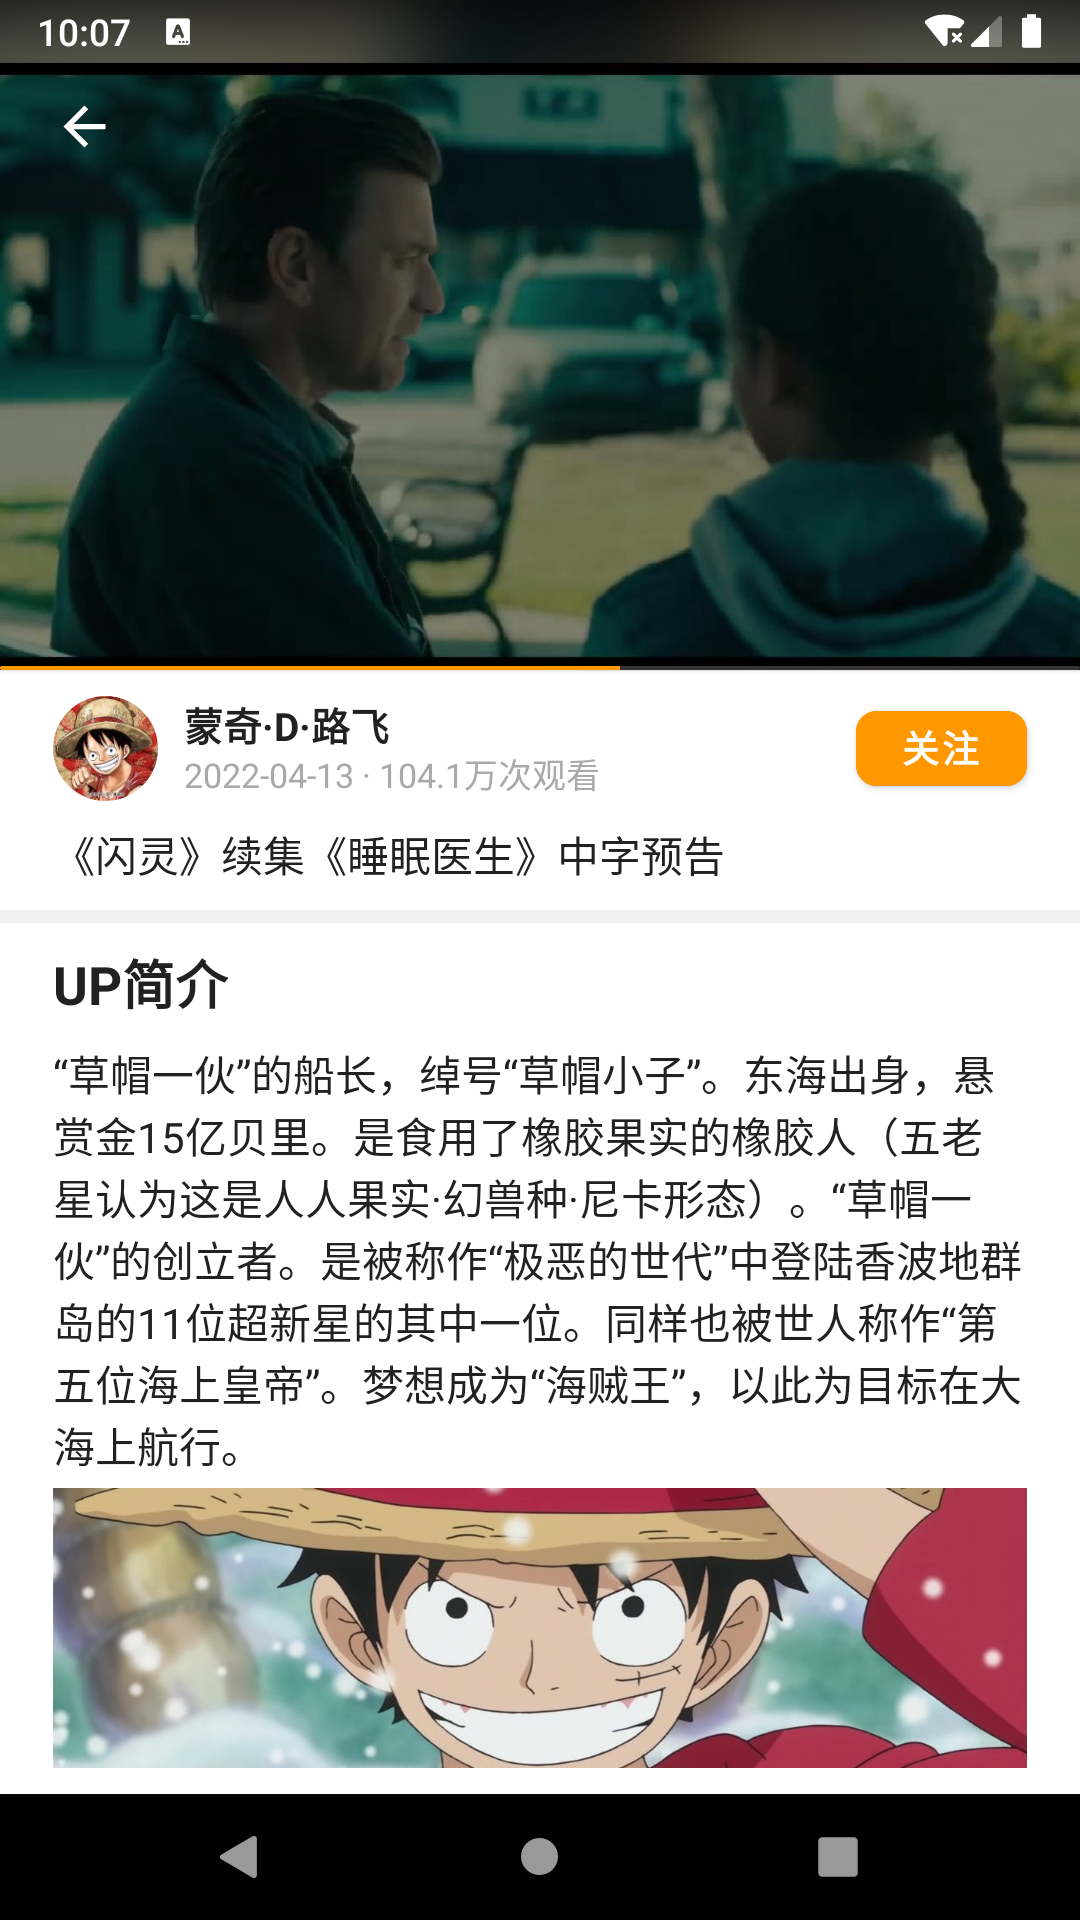 10:07
蒙奇·D·路飞
2022-04-13 · 104.1万次观看
关注
《闪灵》续集《睡眠医生》中字预告
UP简介
“草帽一伙”的船长，绰号“草帽小子”。东海出身，悬
赏金15亿贝里。是食用了橡胶果实的橡胶人（五老
星认为这是人人果实·幻兽种·尼卡形态）。“草帽一
伙”的创立者。是被称作“极恶的世代”中登陆香波地群
岛的11位超新星的其中一位。同样也被世人称作“第
五位海上皇帝”。梦想成为“海贼王”，以此为目标在大
海上航行。